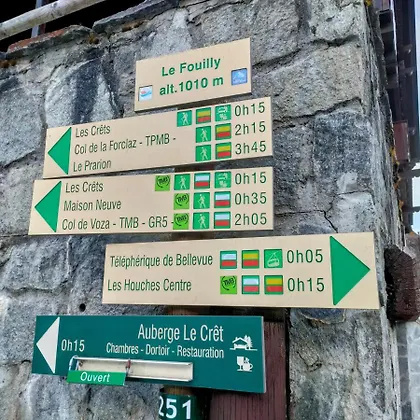 Le Fouilly
alt.1010 m
Les Crêts 0h15
Col de la Forclaz - TPMB - 2h15
Le Prarion 3h45
Les Crêts 0h15
Maison Neuve 0h35
Col de Voza - TMB - GR5 2h05
Téléphérique de Bellevue 0h05
Les Houches Centre 0h15
Auberge Le Crêt
0h15 Chambres - Dortoir - Restauration
Ouvert
251